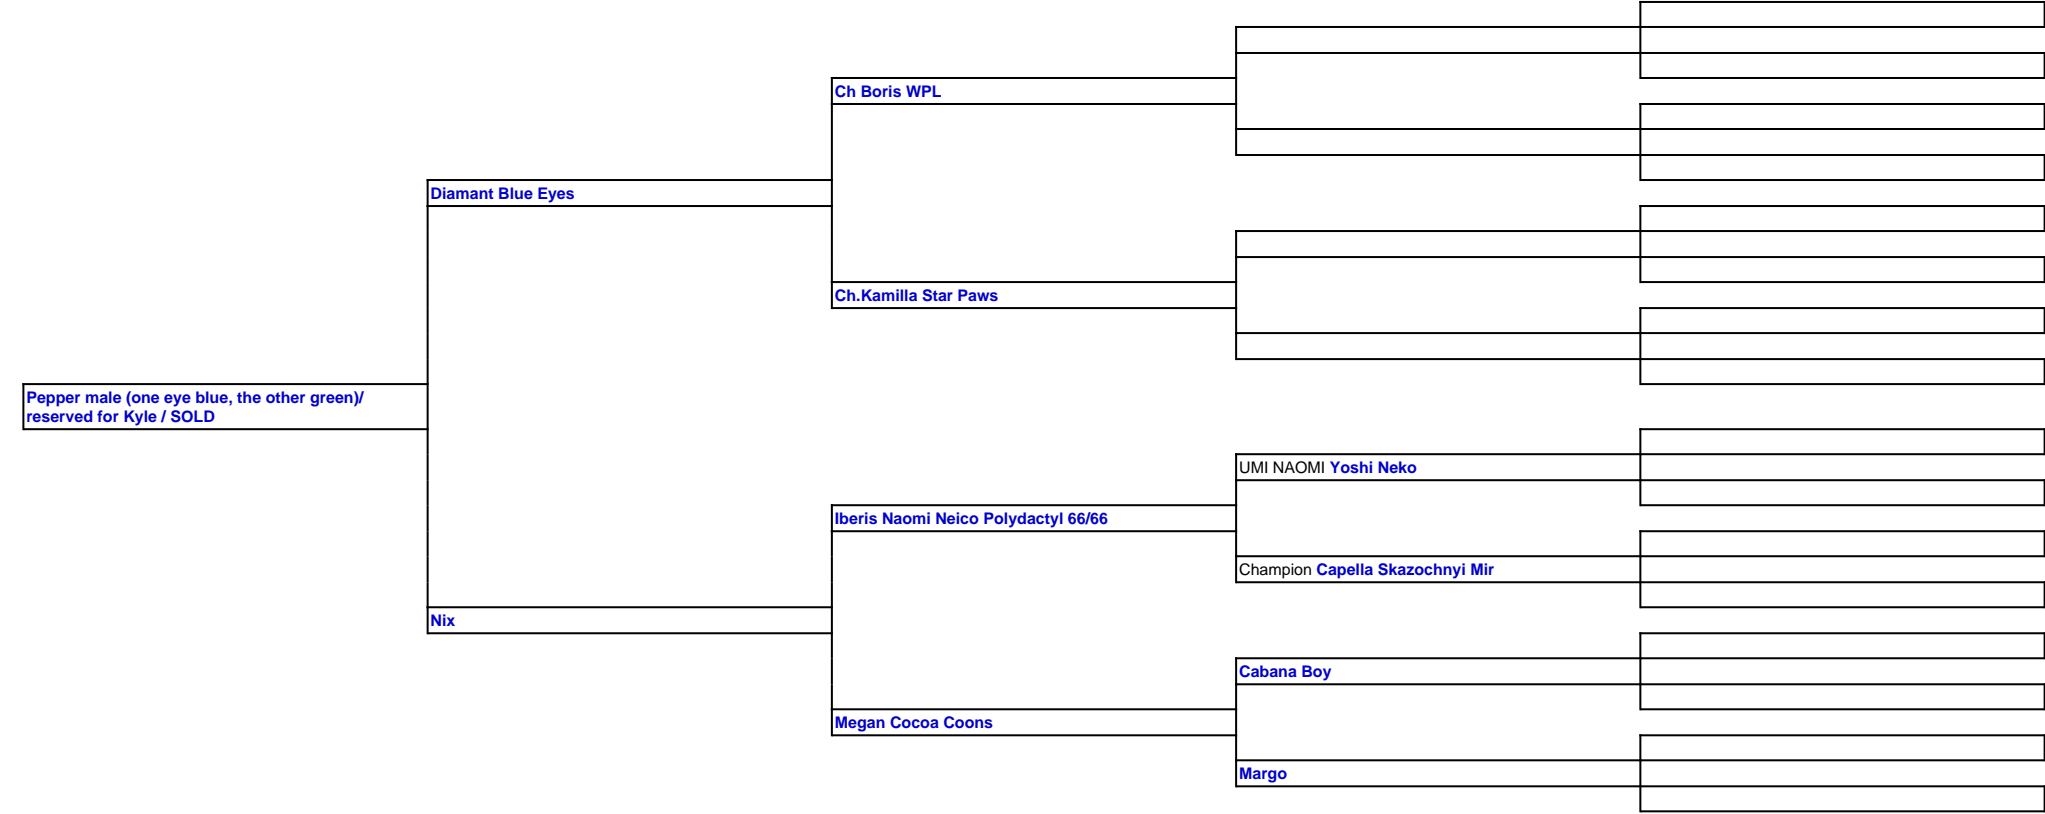 Ch Boris WPL
Diamant Blue Eyes
Ch.Kamilla Star Paws
Pepper male (one eye blue, the other green)/
reserved for Kyle / SOLD
UMI NAOMI Yoshi Neko
Iberis Naomi Neico Polydactyl 66/66
Champion Capella Skazochnyi Mir
Nix
Cabana Boy
Megan Cocoa Coons
Margo